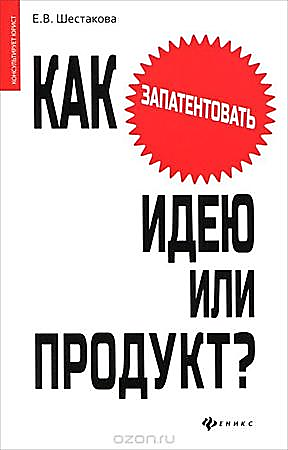 КОНСУЛЬТИРУЕТ ЮРИСТ
Е.В. Шестакова
КАК
ЗАПАТЕНТОВАТЬ
ИДЕЮ
ИЛИ
ПРОДУКТ?
ФЕНИКС
ozon.ru